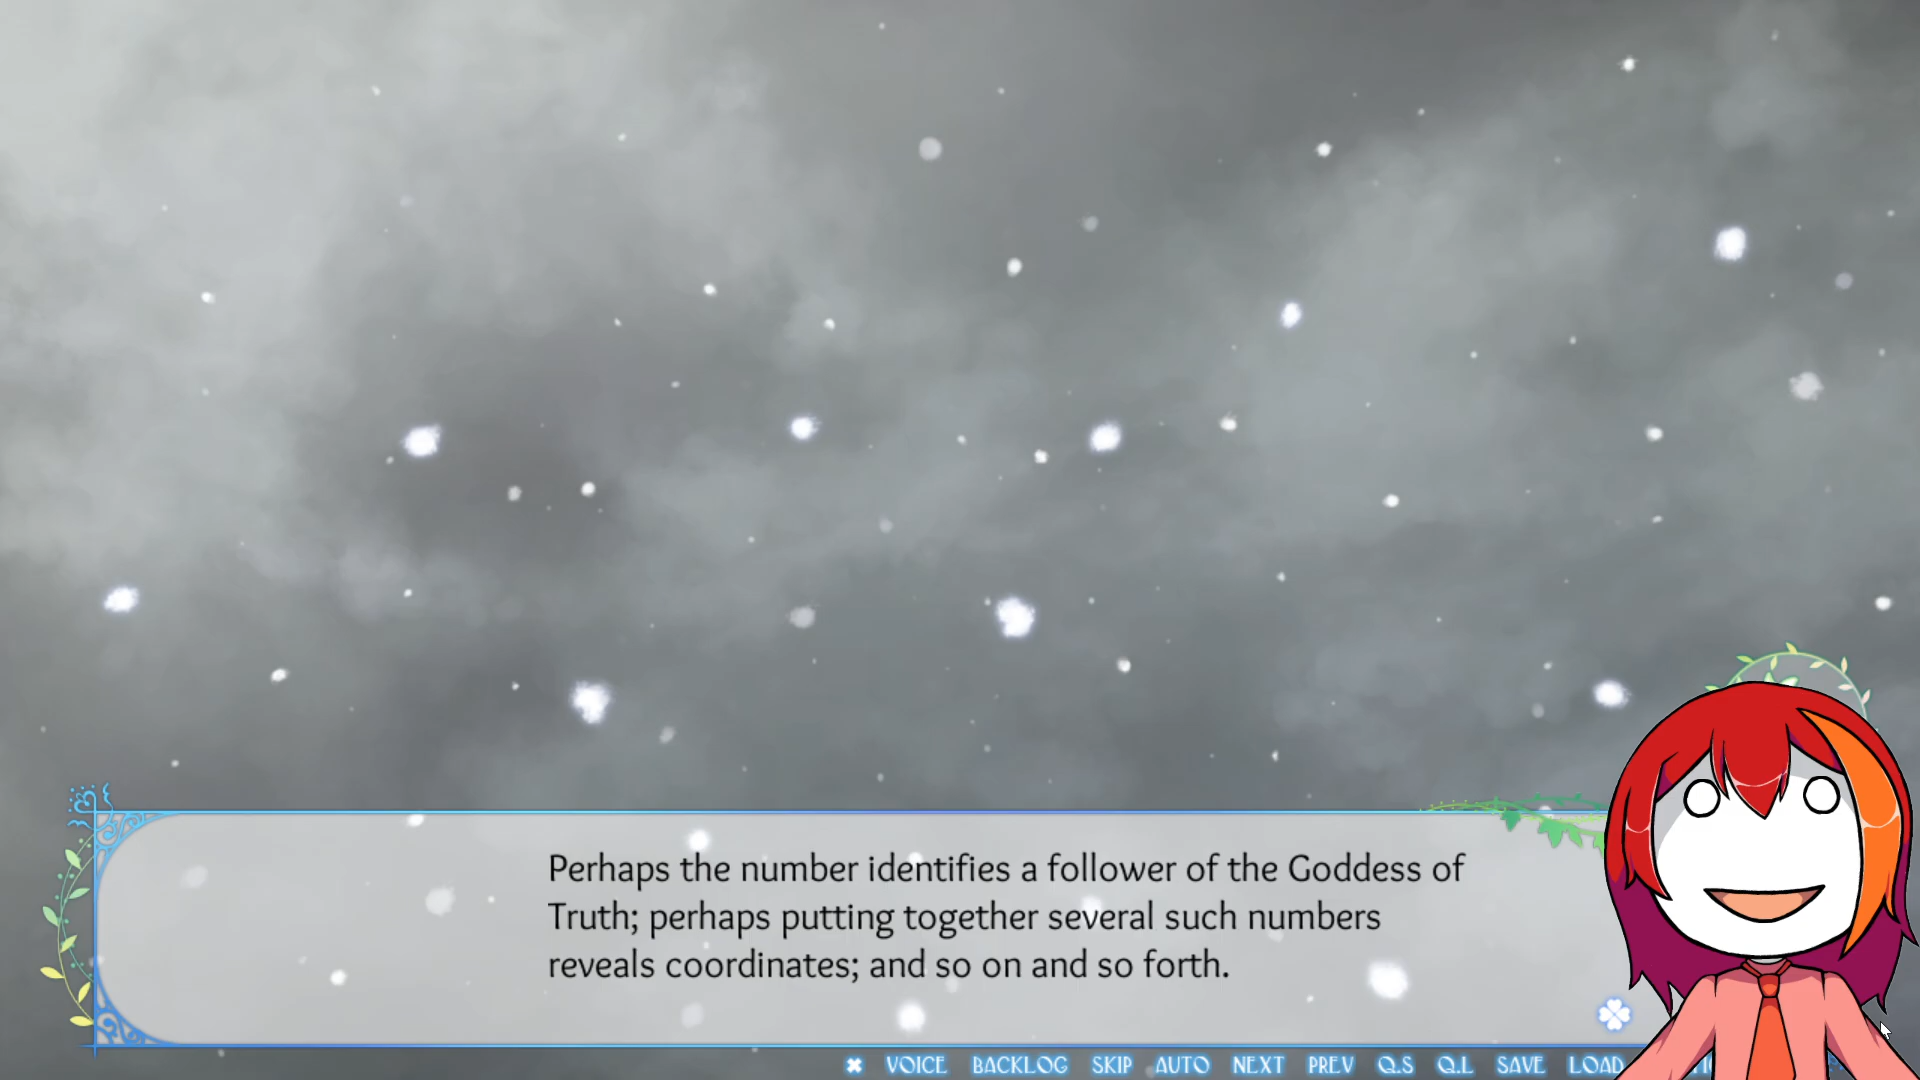 Perhaps the number identifies a follower of the Goddess of
Truth; perhaps putting together several such numbers
reveals coordinates; and so on and so forth.
VOICE BACKLOG SKIP AUTO NEXT PREV Q.S Q.L SAVE LOAD